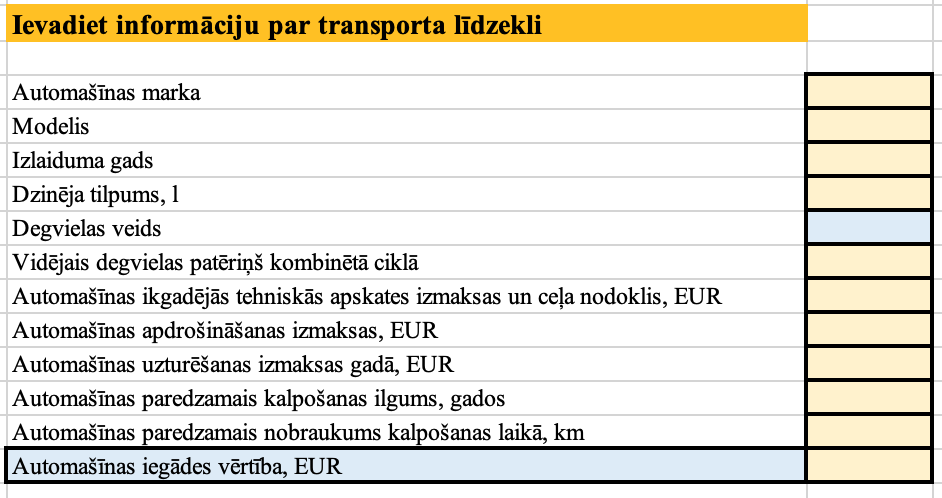 Ievadiet informāciju par transporta līdzekli
Automašīnas marka
Modelis
Izlaiduma gads
Dzinēja tilpums, l
Degvielas veids
Vidējais degvielas patēriņš kombinētā ciklā
Automašīnas ikgadējās tehniskās apskates izmaksas un ceļa nodoklis, EUR
Automašīnas apdrošināšanas izmaksas, EUR
Automašīnas uzturēšanas izmaksas gadā, EUR
Automašīnas paredzamais kalpošanas ilgums, gados
Automašīnas paredzamais nobraukums kalpošanas laikā, km
Automašīnas iegādes vērtība, EUR